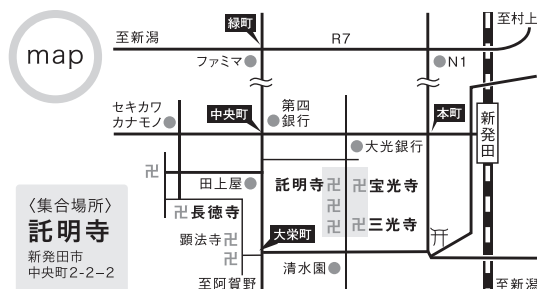 map
緑町
至新潟
R7
至村上
ファミマ
N1
セキカワ
カナモノ
中央町
第四
銀行
本町
新発田
大光銀行
田上屋
託明寺
宝光寺
長徳寺
三光寺
顕法寺
大栄町
清水園
至阿賀野
至新潟
〈集合場所〉
託明寺
新発田市
中央町2-2-2